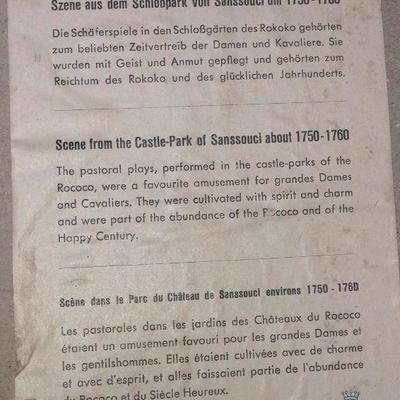 Szene aus dem Schloßpark von Sanssouci um 1750-1760
Die Schäferspiele in den Schloßgärten des Rokoko gehörten
zum beliebten Zeitvertreib der Damen und Kavaliere. Sie
wurden mit Geist und Anmut gepflegt und gehörten zum
Reichtum des Rokoko und des glücklichen Jahrhunderts.
Scene from the Castle-Park of Sanssouci about 1750-1760
The pastoral plays, performed in the castle-parks of the
Rococo, were a favourite amusement for grandes Dames
and Cavaliers. They were cultivated with spirit and charm
and were part of the abundance of the Rococo and of the
Happy Century.
Scène dans le Parc du Château de Sanssouci environs 1750-1760
Les pastorales dans les jardins des Châteaux du Rococo
étaient un amusement favouri pour les grandes Dames et
les gentilshommes. Elles étaient cultivées avec de charme
et avec d'esprit, et alles faissaient partie de l'abundance
du Rococo et du Siècle Heureux.